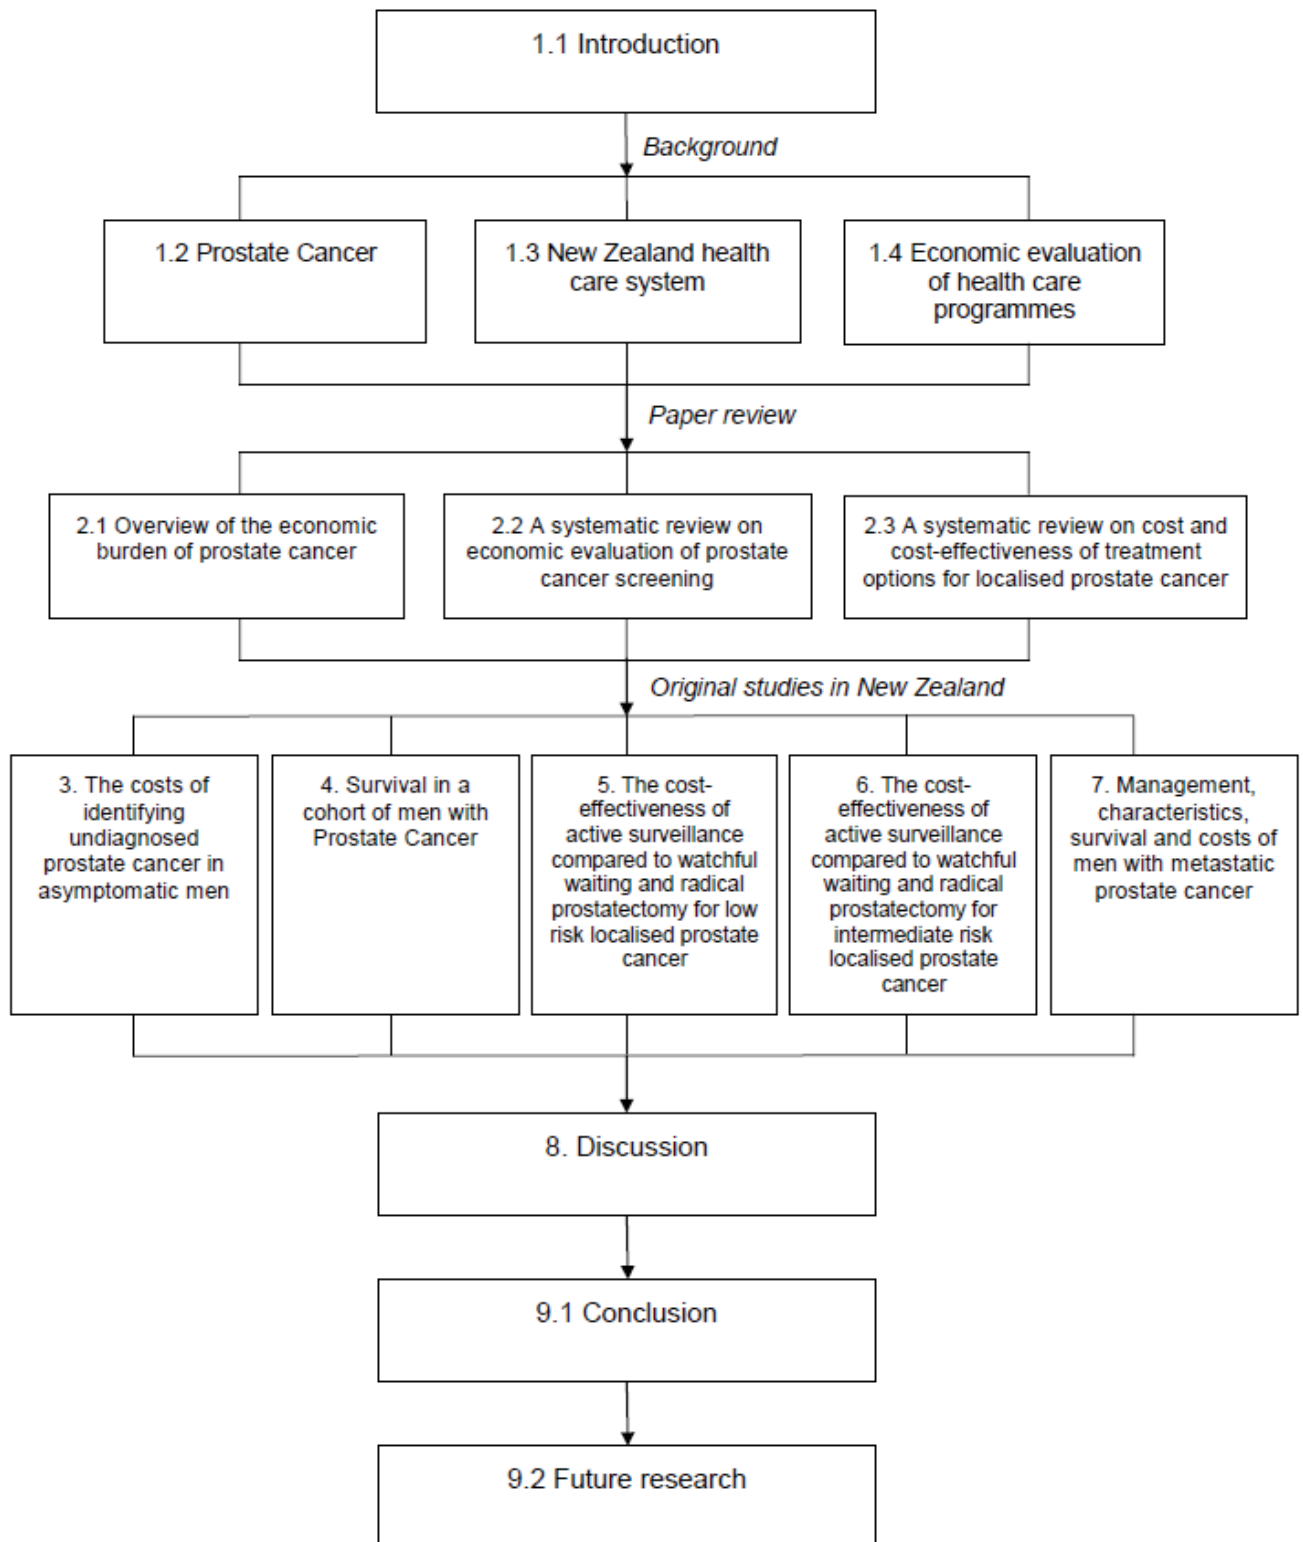 1.1 Introduction
Background
1.2 Prostate Cancer
1.3 New Zealand health
care system
1.4 Economic evaluation
of health care
programmes
Paper review
2.1 Overview of the economic
burden of prostate cancer
2.2 A systematic review on
economic evaluation of prostate
cancer screening
2.3 A systematic review on cost and
cost-effectiveness of treatment
options for localised prostate cancer
Original studies in New Zealand
3. The costs of
identifying
undiagnosed
prostate cancer in
asymptomatic men
4. Survival in a
cohort of men with
Prostate Cancer
5. The cost-
effectiveness of
active surveillance
compared to watchful
waiting and radical
prostatectomy for low
risk localised prostate
cancer
6. The cost-
effectiveness of
active surveillance
compared to watchful
waiting and radical
prostatectomy for
intermediate risk
localised prostate
cancer
7. Management,
characteristics,
survival and costs of
men with metastatic
prostate cancer
8. Discussion
9.1 Conclusion
9.2 Future research